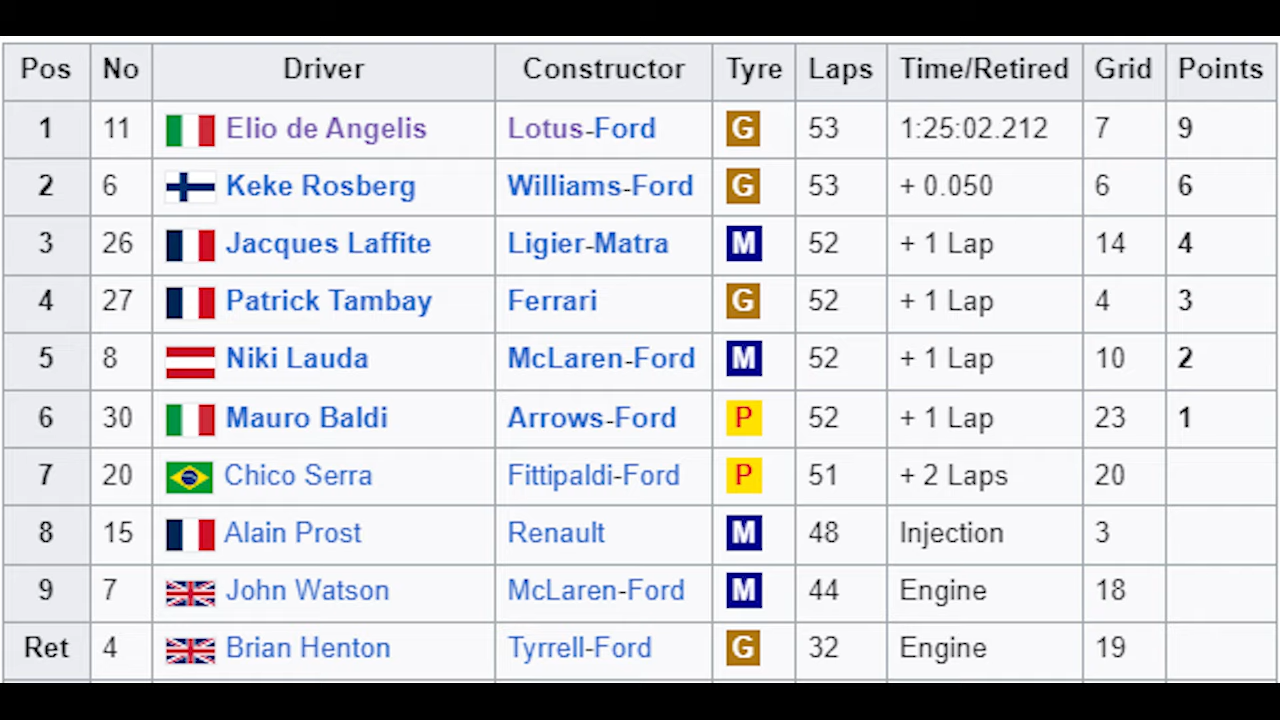 Pos No Driver Constructor Tyre Laps Time/Retired Grid Points
1 11 Elio de Angelis Lotus-Ford G 53 1:25:02.212 7 9
2 6 Keke Rosberg Williams-Ford G 53 + 0.050 6 6
3 26 Jacques Laffite Ligier-Matra M 52 + 1 Lap 14 4
4 27 Patrick Tambay Ferrari G 52 + 1 Lap 4 3
5 8 Niki Lauda McLaren-Ford M 52 + 1 Lap 10 2
6 30 Mauro Baldi Arrows-Ford P 52 + 1 Lap 23 1
7 20 Chico Serra Fittipaldi-Ford P 51 + 2 Laps 20
8 15 Alain Prost Renault M 48 Injection 3
9 7 John Watson McLaren-Ford M 44 Engine 18
Ret 4 Brian Henton Tyrrell-Ford G 32 Engine 19